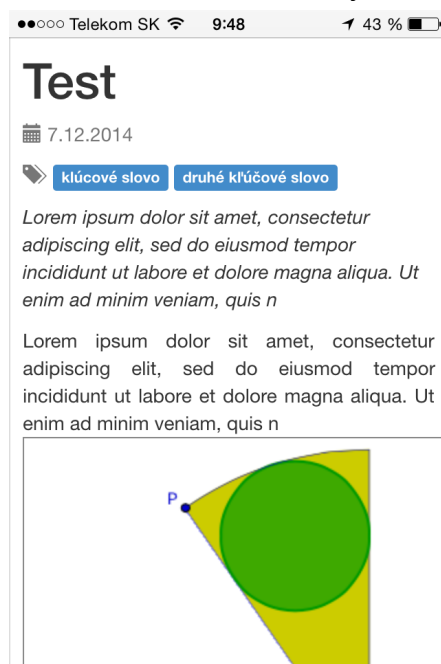 Telekom SK 9:48 43 %
Test
7.12.2014
klúcové slovo druhé kľúčové slovo
Lorem ipsum dolor sit amet, consectetur
adipiscing elit, sed do eiusmod tempor
incididunt ut labore et dolore magna aliqua. Ut
enim ad minim veniam, quis n
Lorem ipsum dolor sit amet, consectetur
adipiscing elit, sed do eiusmod tempor
incididunt ut labore et dolore magna aliqua. Ut
enim ad minim veniam, quis n
P